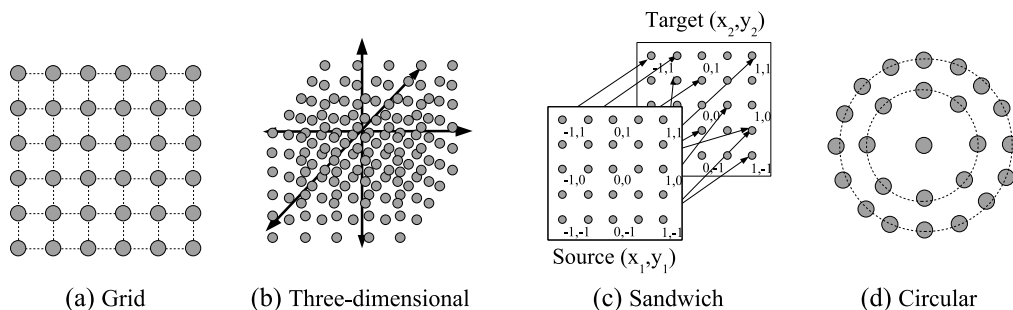 Target (x2,y2)
-1,1 0,1 1,1
0,0 1,0
0,-1 1,-1
-1,1 0,1 1,1
-1,0 0,0 1,0
-1,-1 0,-1 1,-1
Source (x1,y1)
(a) Grid
(b) Three-dimensional
(c) Sandwich
(d) Circular